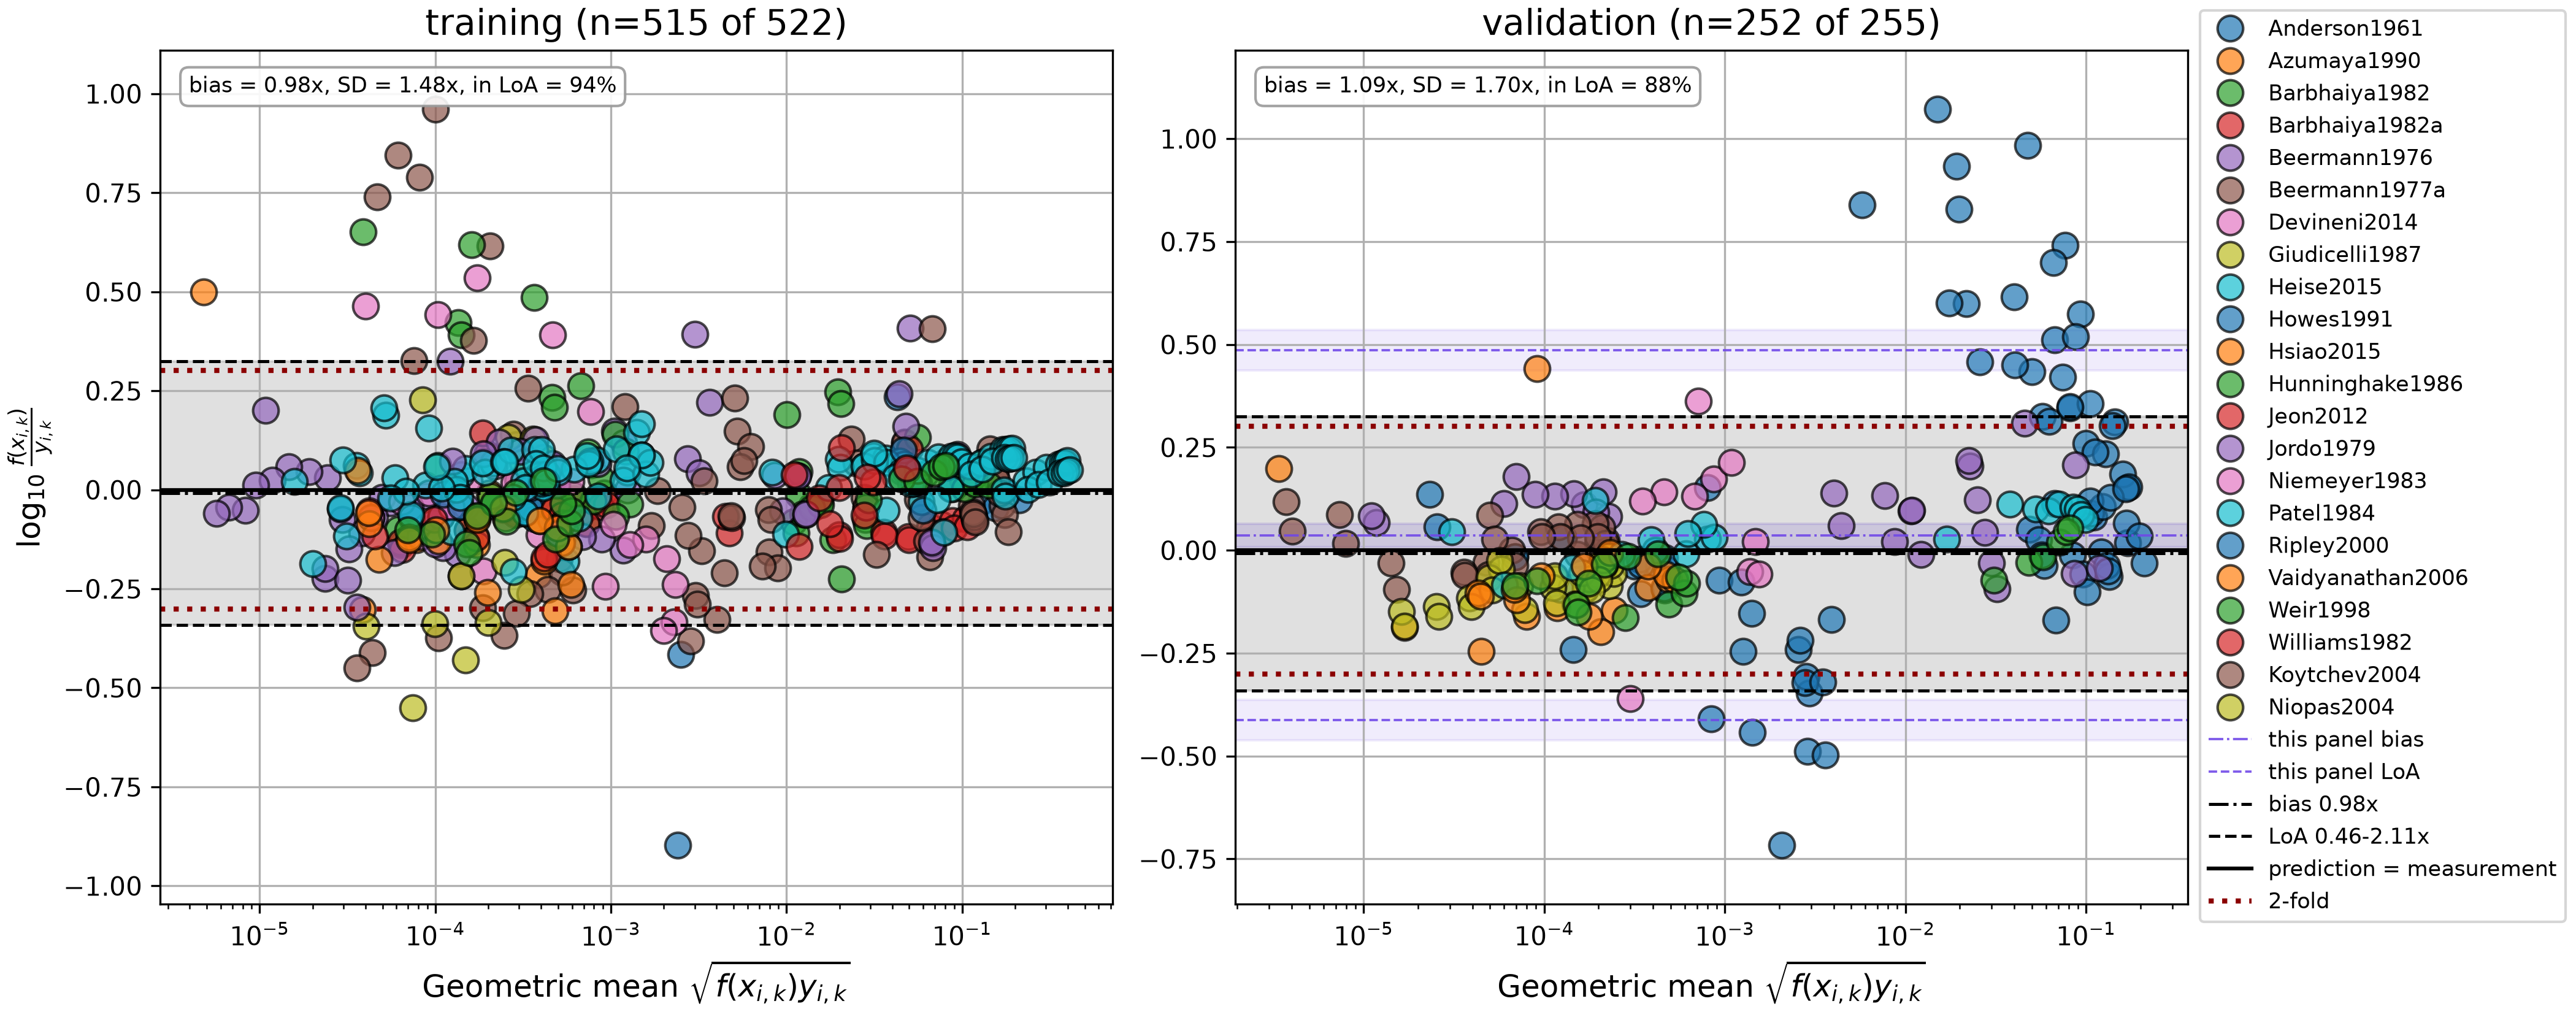 training (n=515 of 522)
bias = 0.98x, SD = 1.48x, in LoA = 94%
1.00
0.75
0.50
0.25
0.00
−0.25
−0.50
−0.75
−1.00
log₁₀ f(xᵢ,ₖ)/yᵢ,ₖ
10⁻⁵ 10⁻⁴ 10⁻³ 10⁻² 10⁻¹
Geometric mean √f(xᵢ,ₖ)yᵢ,ₖ
validation (n=252 of 255)
bias = 1.09x, SD = 1.70x, in LoA = 88%
1.00
0.75
0.50
0.25
0.00
−0.25
−0.50
−0.75
10⁻⁵ 10⁻⁴ 10⁻³ 10⁻² 10⁻¹
Geometric mean √f(xᵢ,ₖ)yᵢ,ₖ
Anderson1961
Azumaya1990
Barbhaiya1982
Barbhaiya1982a
Beermann1976
Beermann1977a
Devineni2014
Giudicelli1987
Heise2015
Howes1991
Hsiao2015
Hunninghake1986
Jeon2012
Jordo1979
Niemeyer1983
Patel1984
Ripley2000
Vaidyanathan2006
Weir1998
Williams1982
Koytchev2004
Niopas2004
this panel bias
this panel LoA
bias 0.98x
LoA 0.46-2.11x
prediction = measurement
2-fold